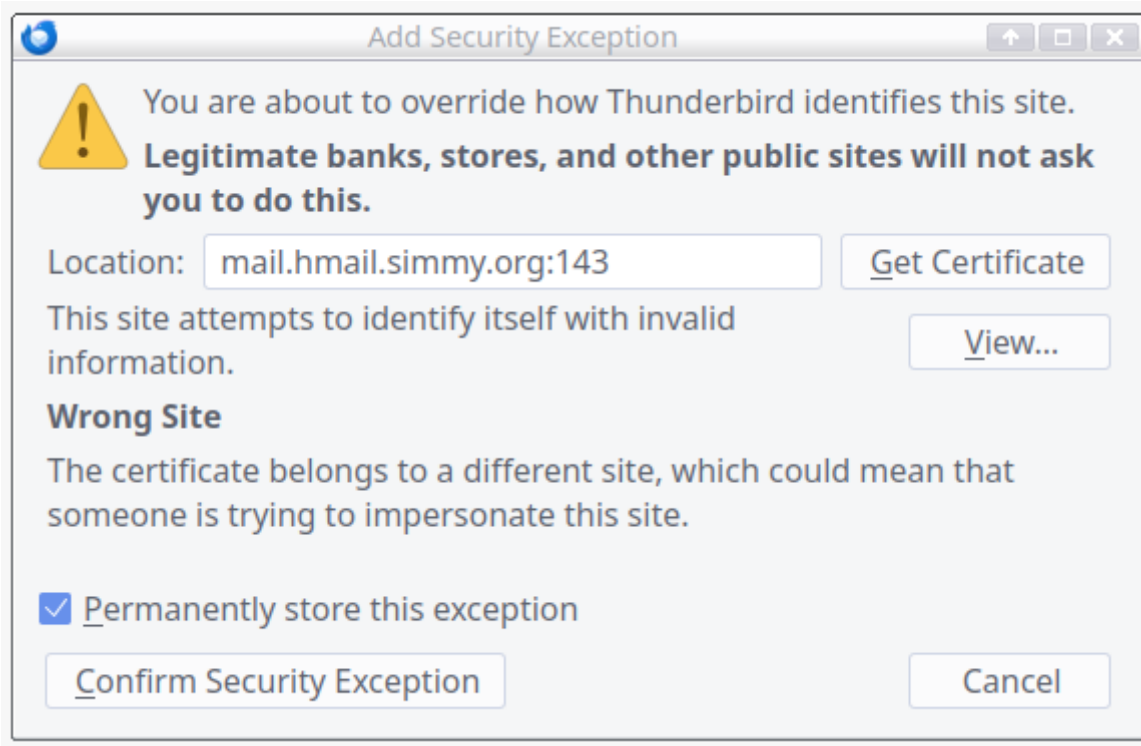 Add Security Exception
You are about to override how Thunderbird identifies this site.
Legitimate banks, stores, and other public sites will not ask
you to do this.
Location: mail.hmail.simmy.org:143 Get Certificate
This site attempts to identify itself with invalid
information.
View...
Wrong Site
The certificate belongs to a different site, which could mean that
someone is trying to impersonate this site.
Permanently store this exception
Confirm Security Exception Cancel